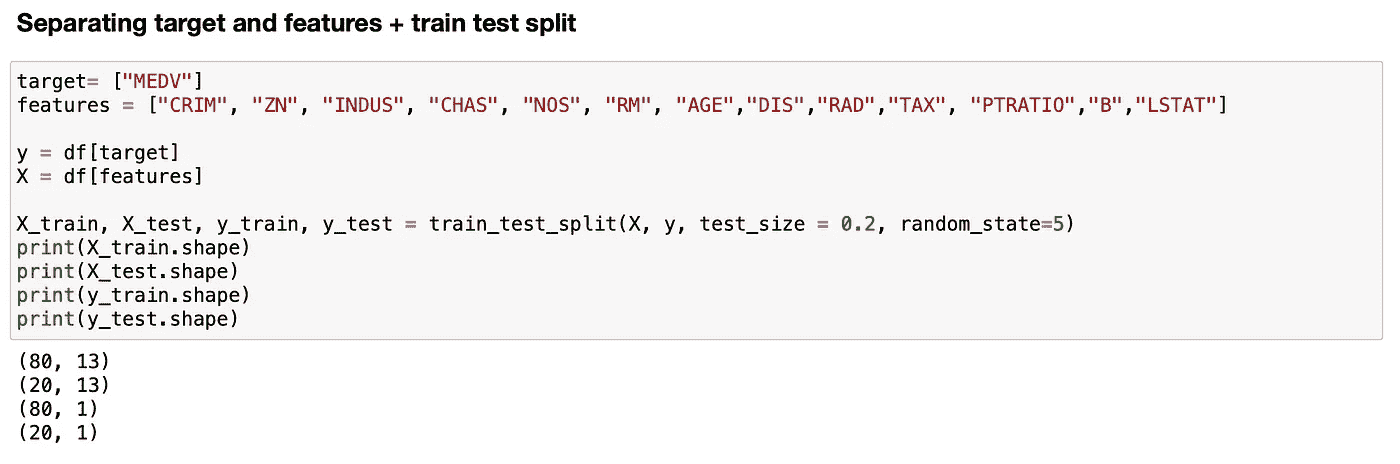 Separating target and features + train test split
target= ["MEDV"]
features = ["CRIM", "ZN", "INDUS", "CHAS", "NOS", "RM", "AGE","DIS","RAD","TAX", "PTRATIO","B","LSTAT"]
y = df[target]
X = df[features]
X_train, X_test, y_train, y_test = train_test_split(X, y, test_size = 0.2, random_state=5)
print(X_train.shape)
print(X_test.shape)
print(y_train.shape)
print(y_test.shape)
(80, 13)
(20, 13)
(80, 1)
(20, 1)